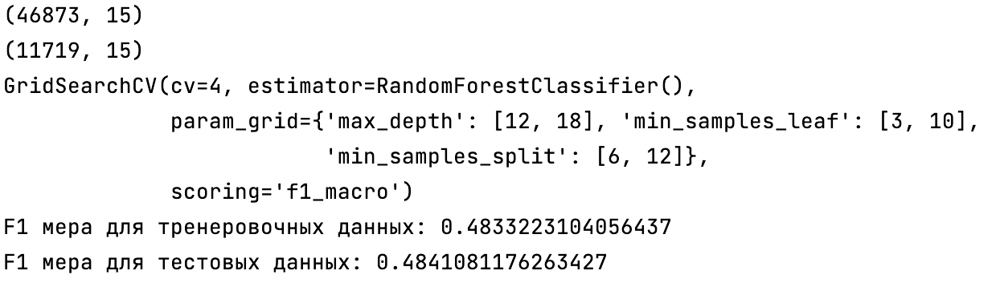 (46873, 15)
(11719, 15)
GridSearchCV(cv=4, estimator=RandomForestClassifier(),
             param_grid={'max_depth': [12, 18], 'min_samples_leaf': [3, 10],
                         'min_samples_split': [6, 12]},
             scoring='f1_macro')
F1 мера для тренеровочных данных: 0.4833223104056437
F1 мера для тестовых данных: 0.4841081176263427